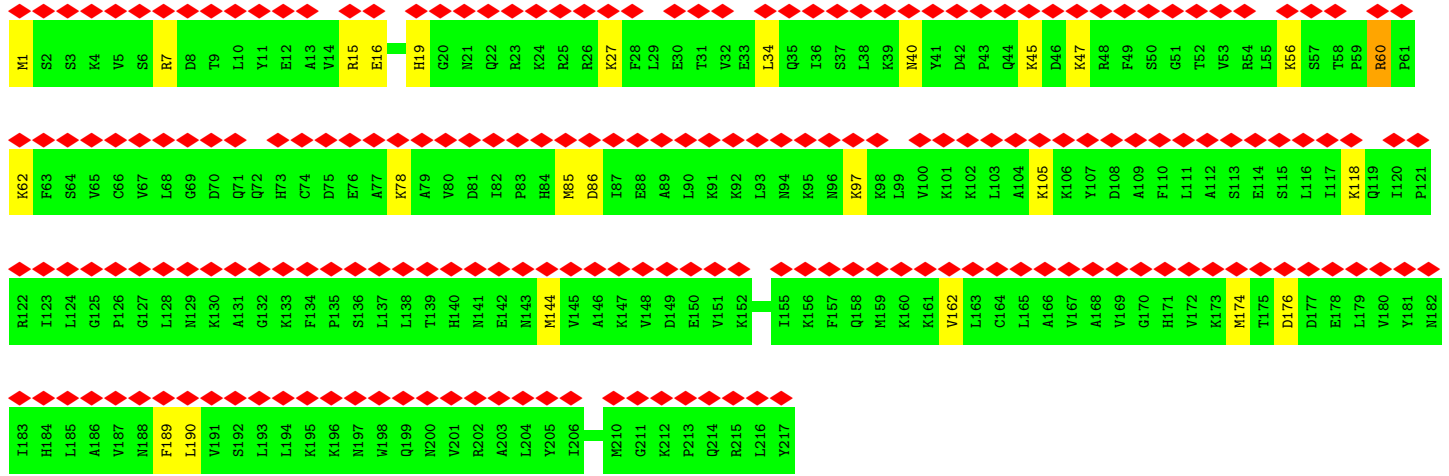 M1 S2 S3 K4 V5 S6 R7 D8 T9 L10 Y11 E12 A13 V14 R15 E16 H19 G20 N21 Q22 R23 K24 R25 R26 K27 F28 L29 E30 T31 V32 E33 L34 Q35 I36 S37 L38 K39 N40 Y41 D42 P43 Q44 K45 D46 K47 R48 F49 S50 G51 T52 V53 R54 L55 K56 S57 T58 P59 R60 P61
K62 F63 S64 V65 C66 V67 L68 G69 D70 Q71 Q72 H73 C74 D75 E76 A77 K78 A79 V80 D81 I82 P83 H84 M85 D86 I87 E88 A89 L90 K91 K92 L93 N94 K95 N96 K97 K98 L99 V100 K101 K102 L103 A104 K105 K106 Y107 D108 A109 F110 L111 A112 S113 E114 S115 L116 I117 K118 Q119 I120 P121
R122 I123 L124 G125 P126 G127 L128 N129 K130 A131 G132 K133 F134 P135 S136 L137 L138 T139 H140 N141 E142 N143 M144 V145 A146 K147 V148 D149 E150 V151 K152 I155 K156 F157 Q158 M159 K160 K161 V162 L163 C164 L165 A166 V167 A168 V169 G170 H171 V172 K173 M174 T175 D176 D177 E178 L179 V180 Y181 N182
I183 H184 L185 A186 V187 N188 F189 L190 V191 S192 L193 L194 K195 K196 N197 W198 Q199 N200 V201 R202 A203 L204 Y205 I206 M210 G211 K212 P213 Q214 R215 L216 Y217